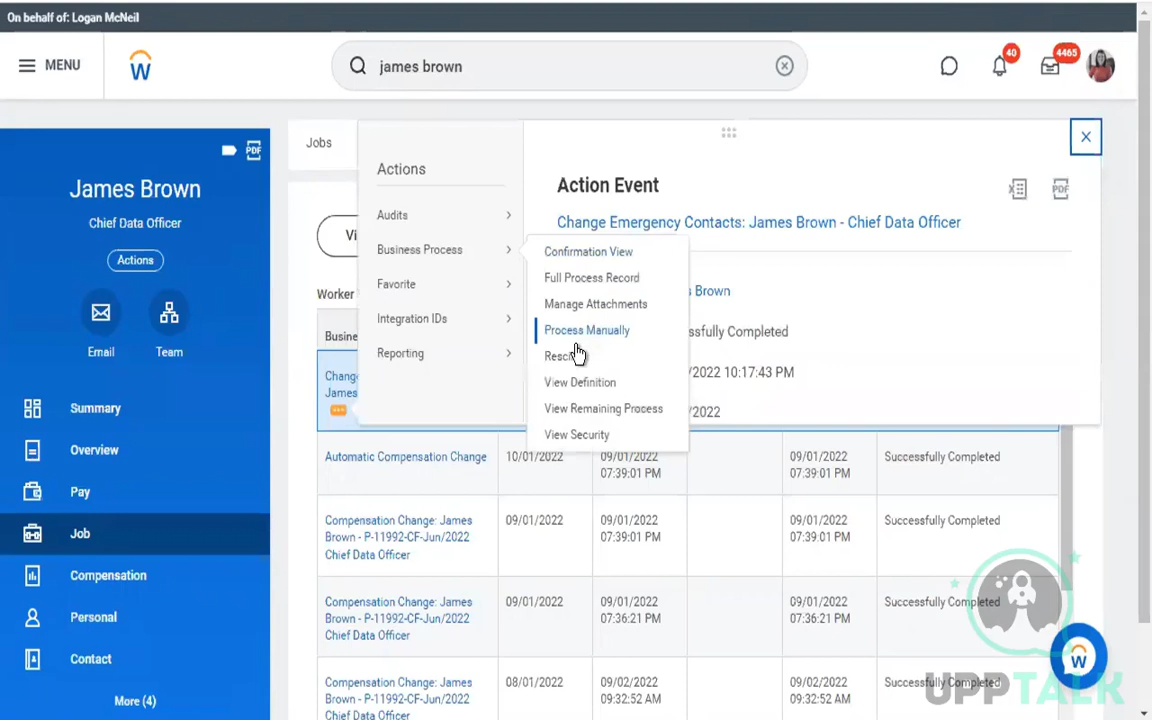 On behalf of: Logan McNeil
MENU
james brown
40
4465
PDF
James Brown
Chief Data Officer
Actions
Email
Team
Summary
Overview
Pay
Job
Compensation
Personal
Contact
More (4)
Jobs
Worker
Actions
Audits
Business Process
Favorite
Integration IDs
Reporting
Confirmation View
Full Process Record
Manage Attachments
Process Manually
View Definition
View Remaining Process
View Security
Action Event
PDF
Change Emergency Contacts: James Brown - Chief Data Officer
Brown
Completed
/2022 10:17:43 PM
/2022
James
Automatic Compensation Change
10/01/2022
09/01/2022
07:39:01 PM
09/01/2022
07:39:01 PM
Successfully Completed
Compensation Change: James
Brown - P-11992-CF-Jun/2022
Chief Data Officer
09/01/2022
09/01/2022
07:39:01 PM
09/01/2022
07:39:01 PM
Successfully Completed
Compensation Change: James
Brown - P-11992-CF-Jun/2022
Chief Data Officer
09/01/2022
09/01/2022
07:36:21 PM
09/01/2022
07:36:21 PM
Successfully Completed
Compensation Change: James
Brown - P-11992-CF-Jun/2022
Chief Data Officer
08/01/2022
09/02/2022
09:32:52 AM
09/02/2022
09:32:52 AM
Successfully Completed
UPPTALK